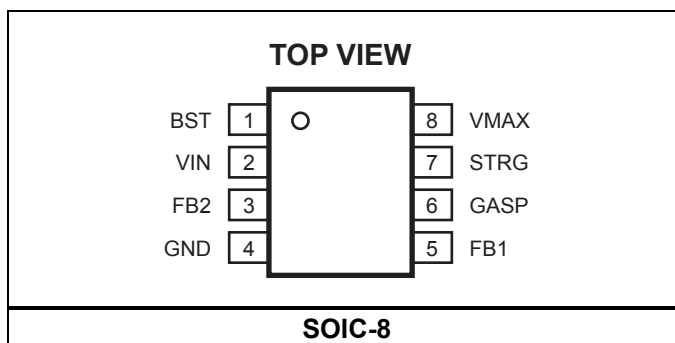 TOP VIEW
BST 1 8 VMAX
VIN 2 7 STRG
FB2 3 6 GASP
GND 4 5 FB1
SOIC-8